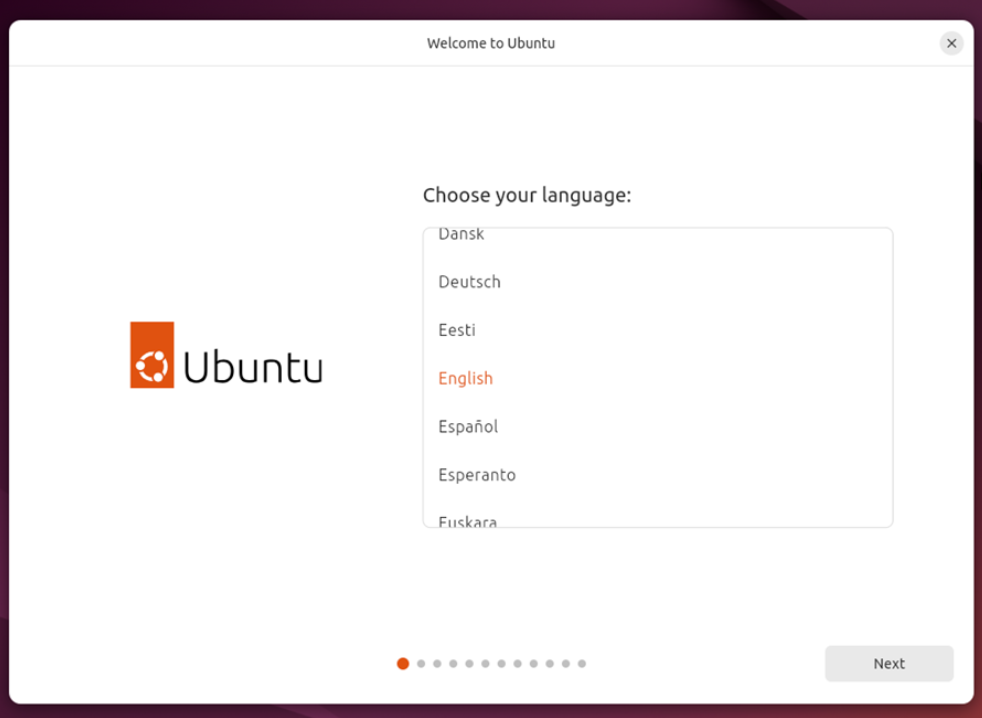 Welcome to Ubuntu
Choose your language:
Dansk
Deutsch
Eesti
English
Español
Esperanto
Euskara
Ubuntu
Next